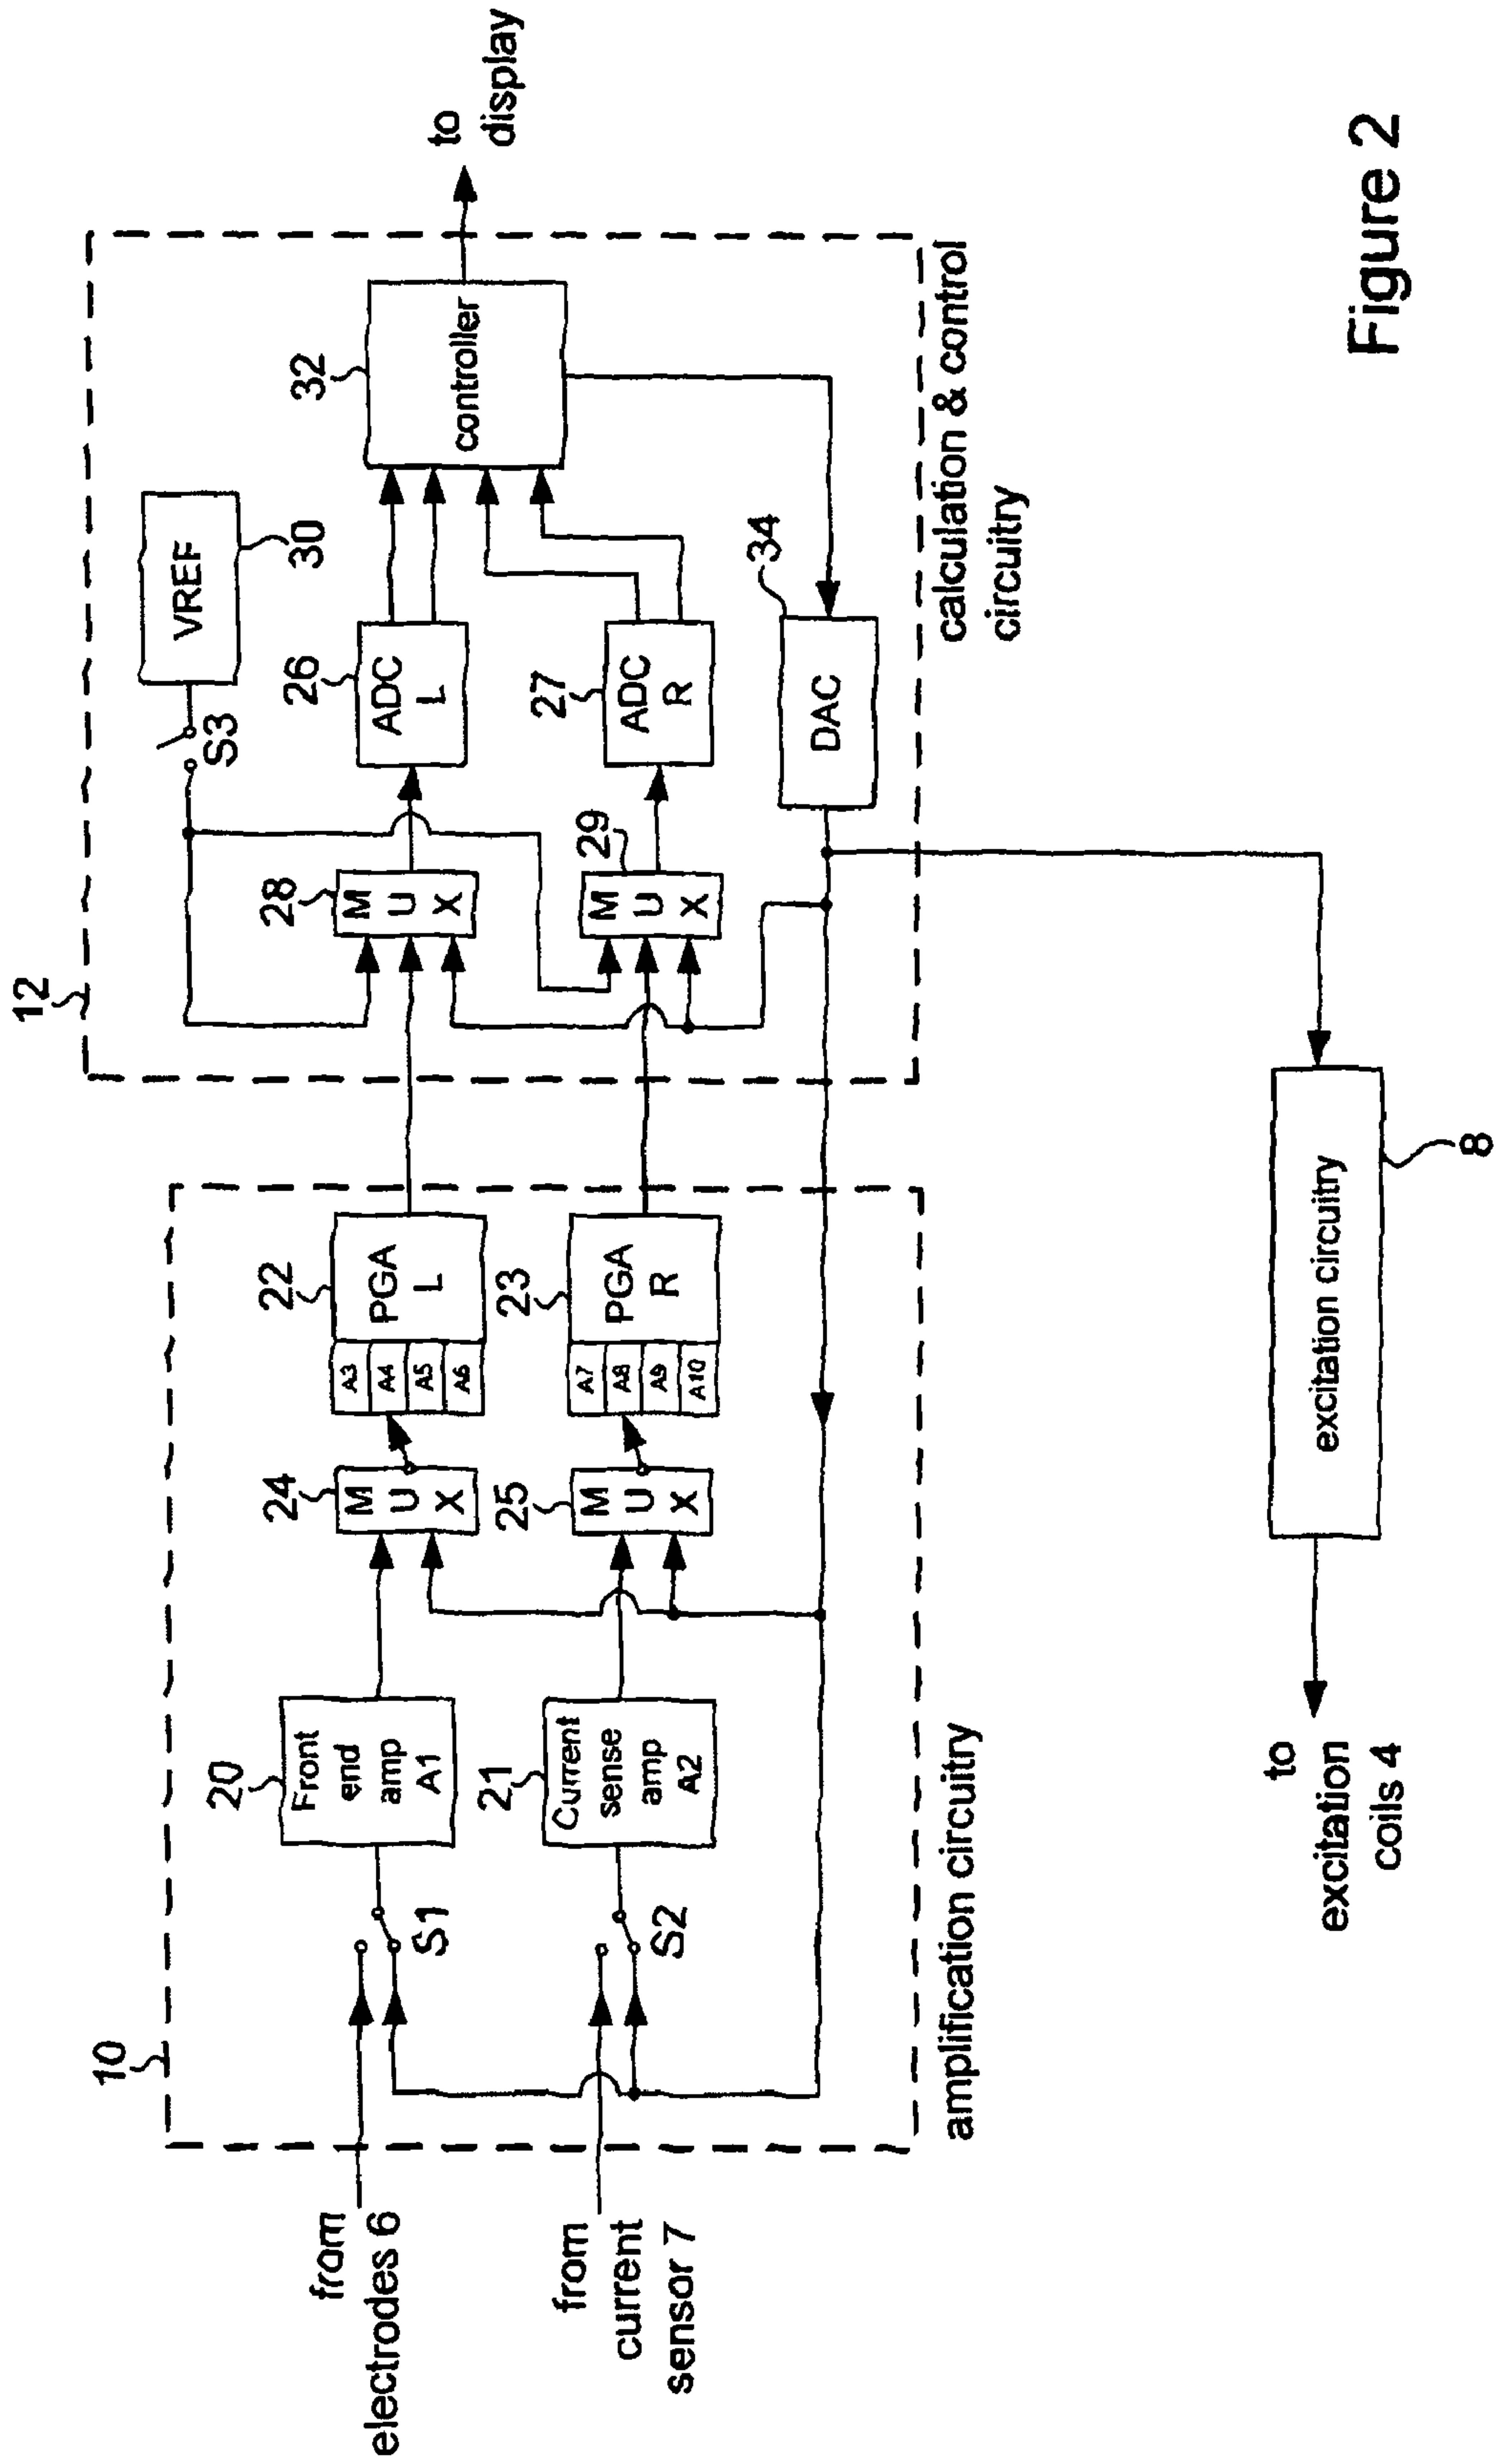 12
VREF
30
S3
28
M
U
X
26
ADC
L
32
controller
to
display
29
M
U
X
27
ADC
R
34
DAC
calculation & control
circuitry
10
from
electrodes 6
S1
20
Front
end
amp
A1
24
M
U
X
A3
A4
A5
A6
22
PGA
L
from
current
sensor 7
S2
21
Current
sense
amp
A2
25
M
U
X
A7
A8
A9
A10
23
PGA
R
amplification circuitry
to
excitation
coils 4
excitation circuitry
8
Figure 2